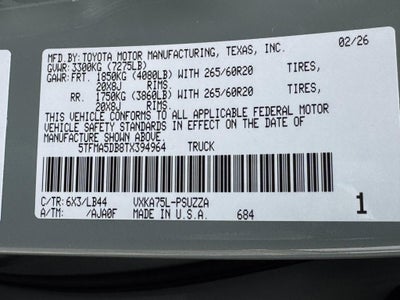 MFD.BY: TOYOTA MOTOR MANUFACTURING, TEXAS, INC.
GVWR: 3300KG (7275LB) 02/26
GAWR: FRT. 1850KG (4080LB) WITH 265/60R20 TIRES,
20X8J RIMS,
RR. 1750KG (3860LB) WITH 265/60R20 TIRES,
20X8J RIMS,
THIS VEHICLE CONFORMS TO ALL APPLICABLE FEDERAL MOTOR
VEHICLE SAFETY STANDARDS IN EFFECT ON THE DATE OF
MANUFACTURE SHOWN ABOVE.
5TFMA5DB8TX394964 TRUCK
C/TR: 6X3/LB44 VXKA75L-PSUZZA 1
A/TM: /AJA0F MADE IN U.S.A. 684